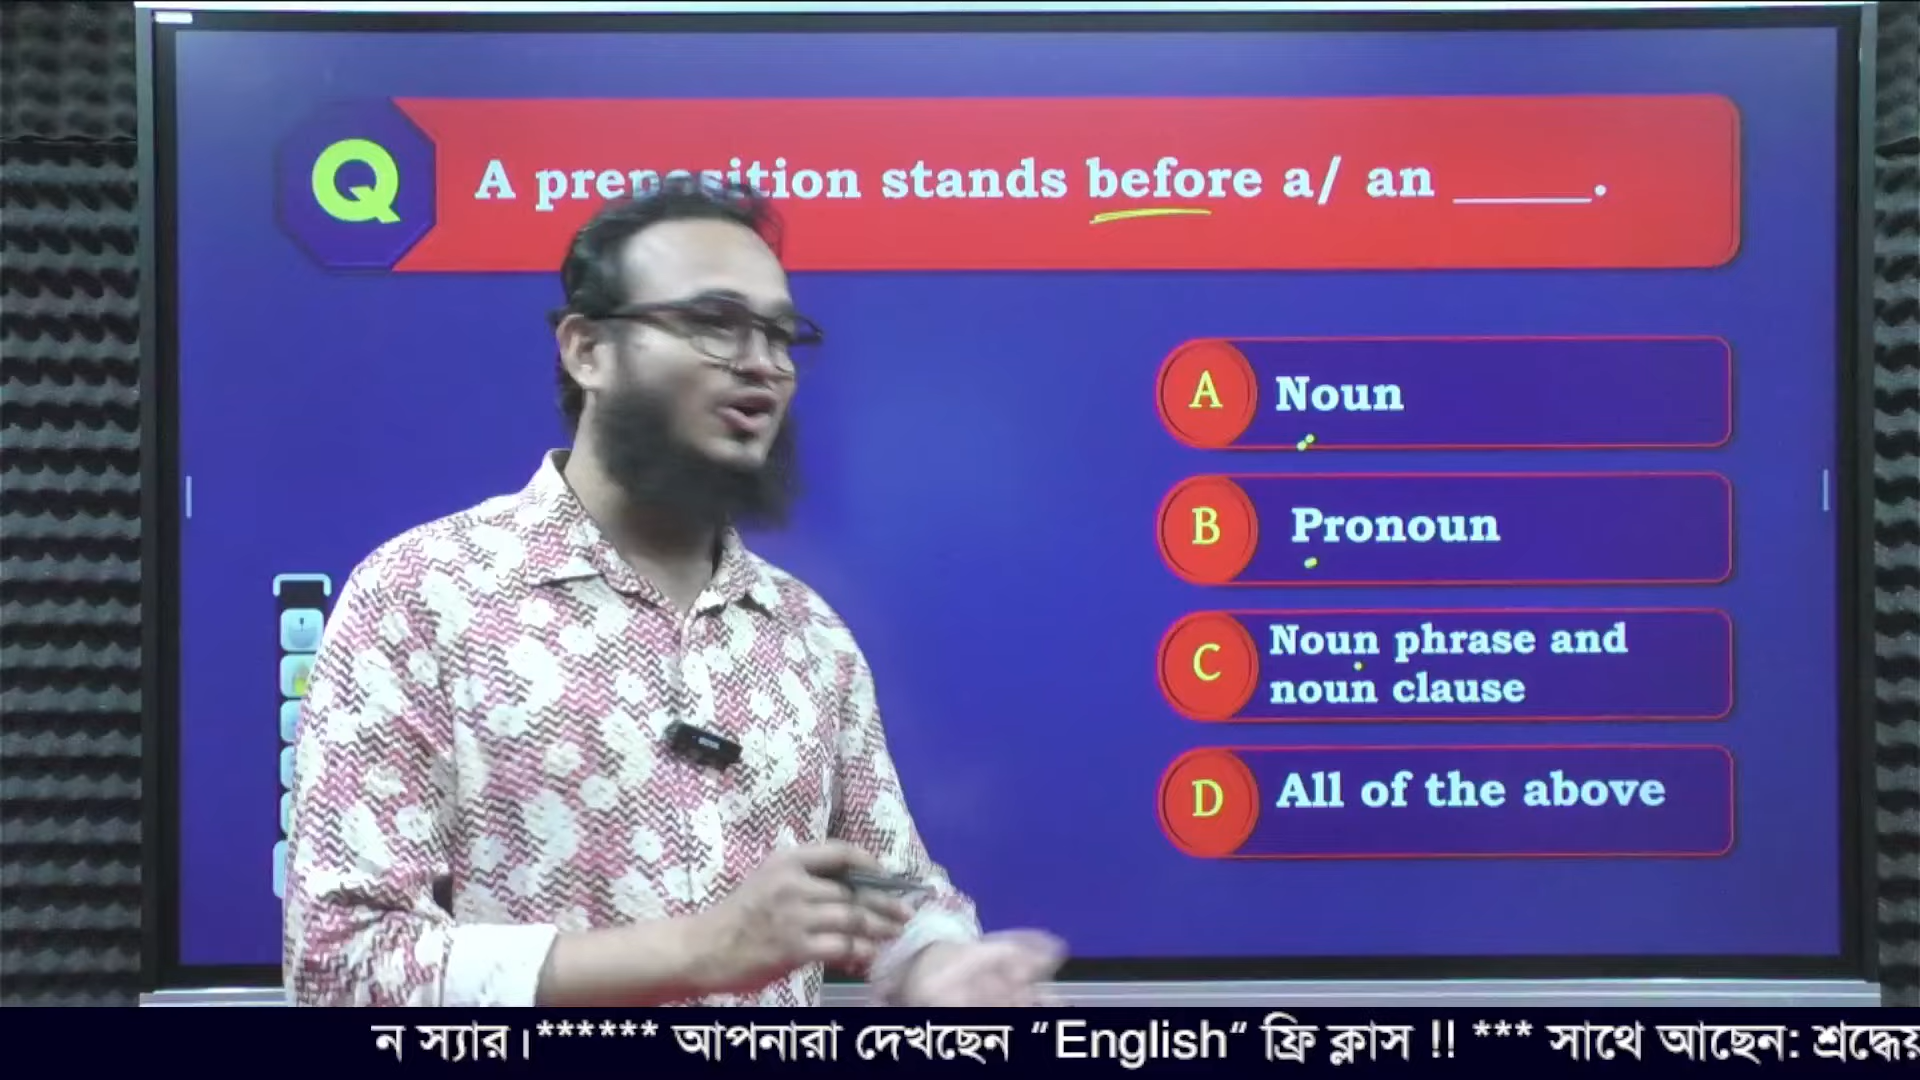 Q
A preposition stands before a/ an _____.
A Noun
B Pronoun
C Noun phrase and
noun clause
D All of the above
ন স্যার।****** আপনারা দেখছেন “English“ ফ্রি ক্লাস !! *** সাথে আছেন: শ্রদ্ধেয়